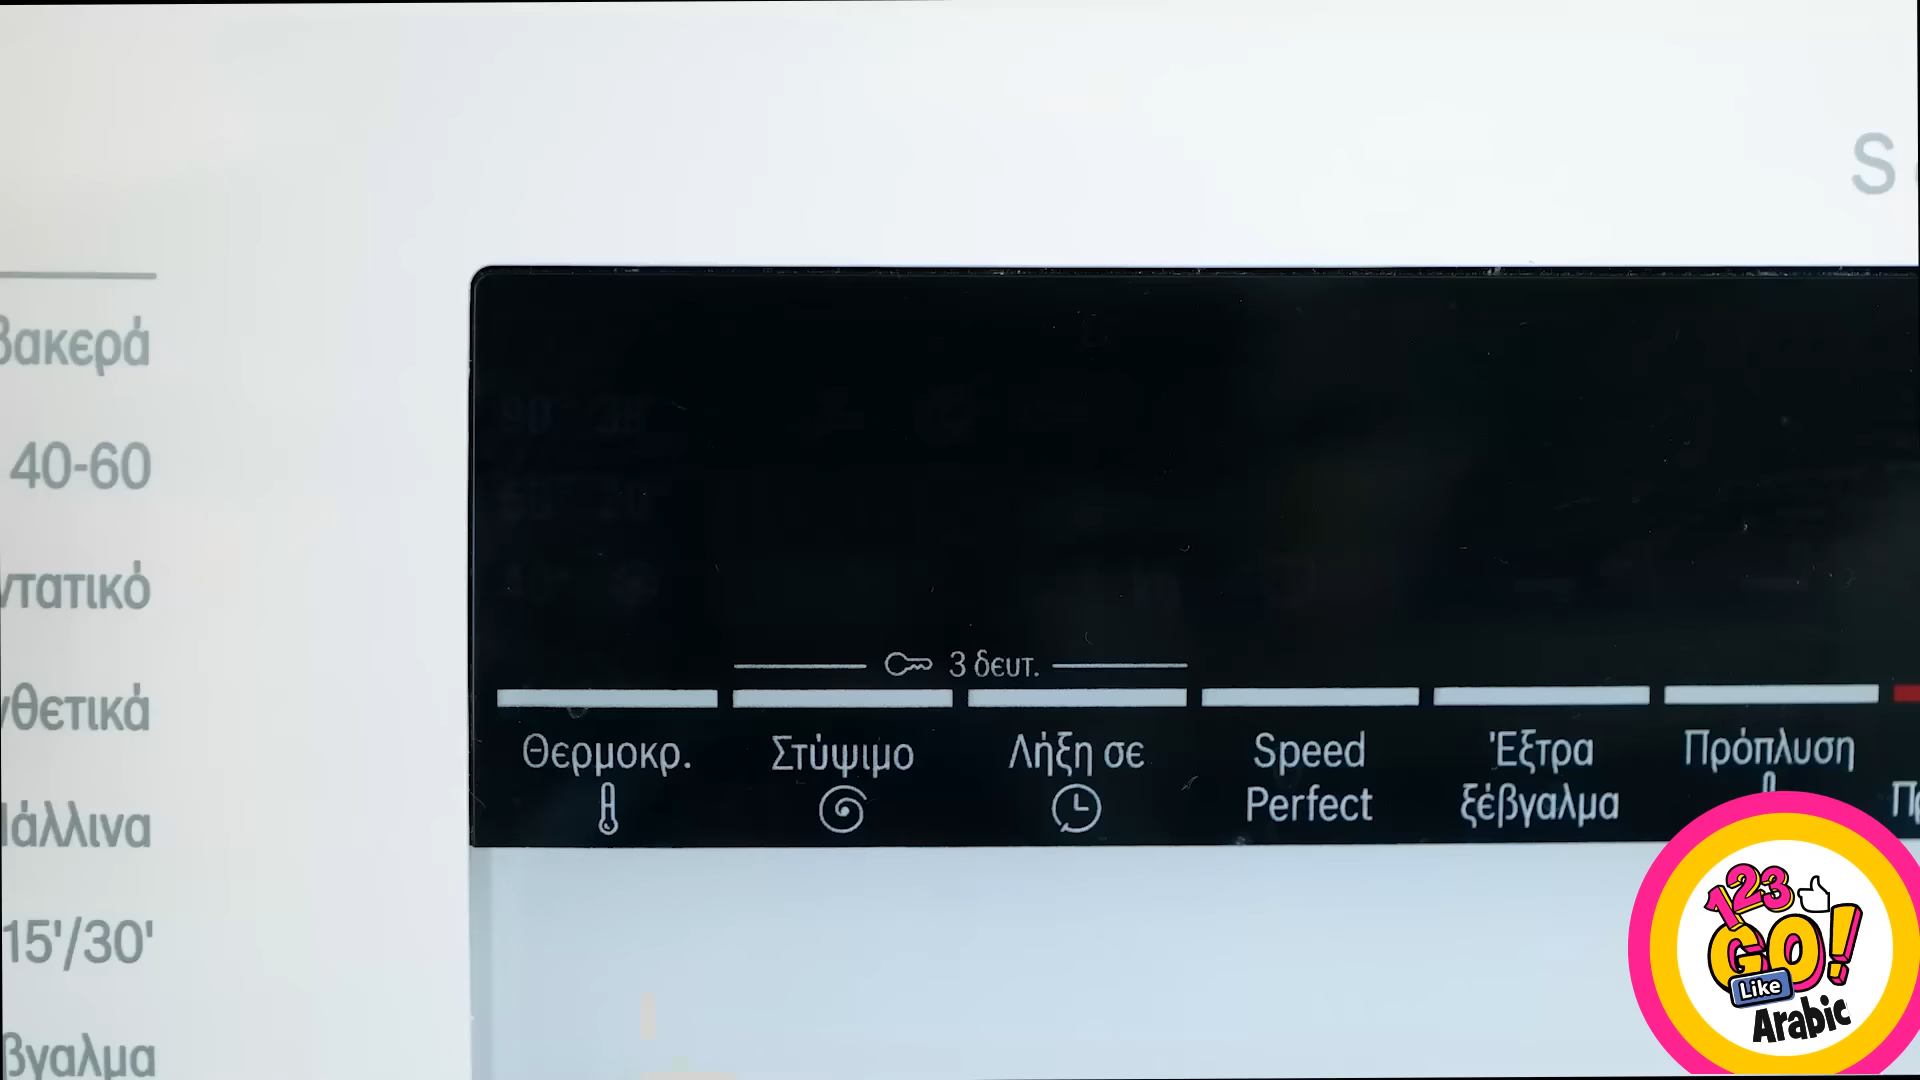 S
βακερά
40-60
ντατικό
νθετικά
άλλινα
15'/30'
βγαλμα
3 δευτ.
Θερμοκρ.
Στύψιμο
Λήξη σε
Speed
Perfect
Έξτρα
ξέβγαλμα
Πρόπλυση
123
GO!
Like
Arabic